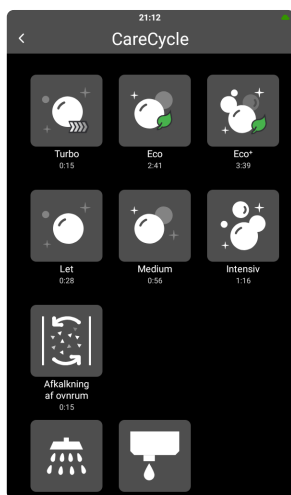 21:12
CareCycle
Turbo
0:15
Eco
2:41
Eco⁺
3:39
Let
0:28
Medium
0:56
Intensiv
1:16
Afkalkning
af ovnrum
0:15